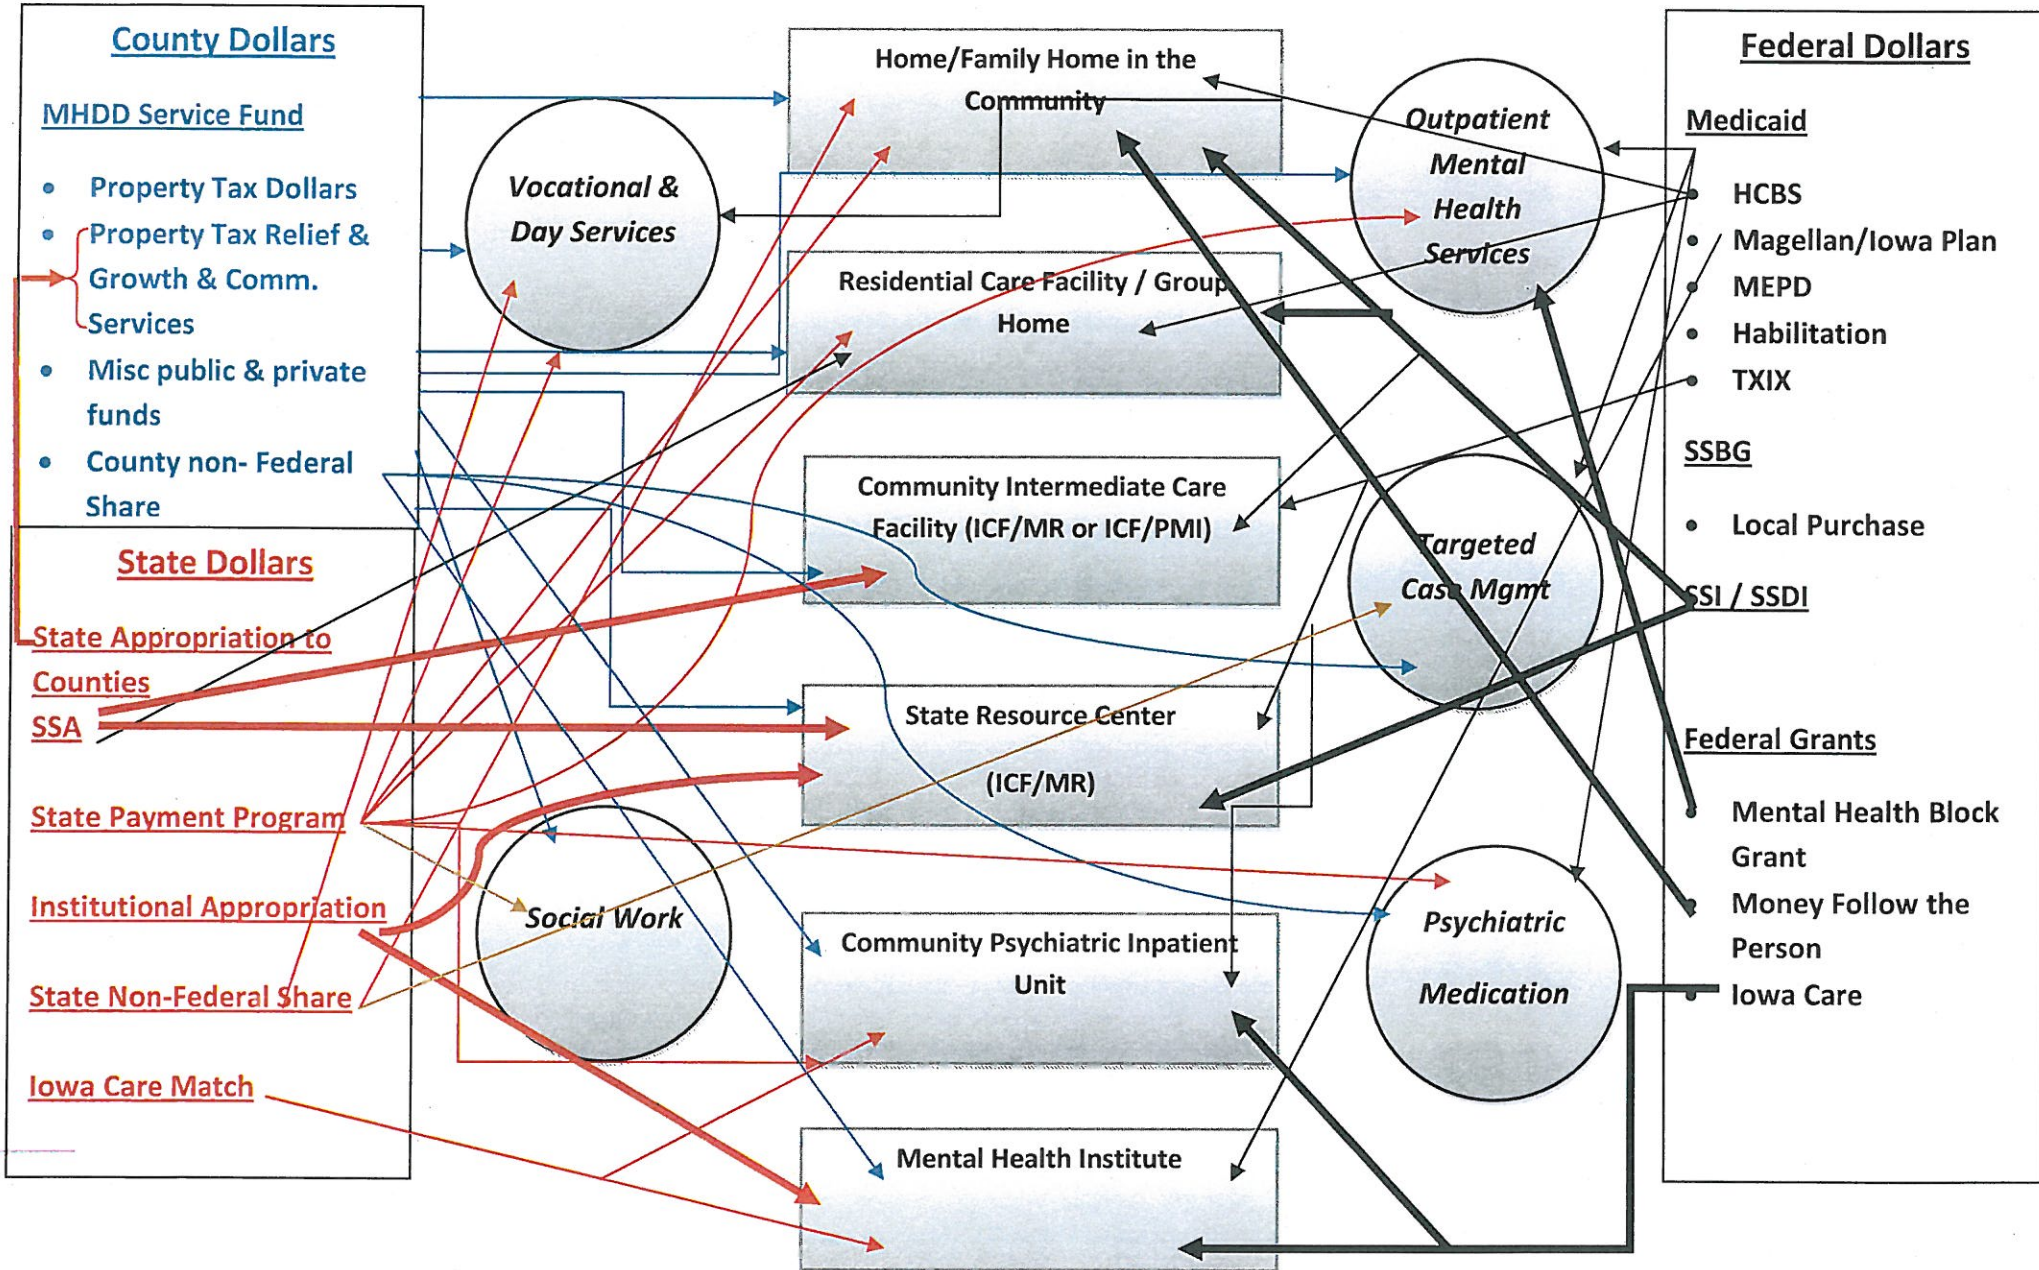 County Dollars
MHDD Service Fund
• Property Tax Dollars
• Property Tax Relief &
Growth & Comm.
Services
• Misc public & private
funds
• County non- Federal
Share
State Dollars
State Appropriation to
Counties
SSA
State Payment Program
Institutional Appropriation
State Non-Federal Share
Iowa Care Match
Vocational &
Day Services
Social Work
Home/Family Home in the
Community
Residential Care Facility / Group
Home
Community Intermediate Care
Facility (ICF/MR or ICF/PMI)
State Resource Center
(ICF/MR)
Community Psychiatric Inpatient
Unit
Mental Health Institute
Outpatient
Mental
Health
Services
Targeted
Case Mgmt
Psychiatric
Medication
Federal Dollars
Medicaid
• HCBS
• Magellan/Iowa Plan
• MEPD
• Habilitation
• TXIX
SSBG
• Local Purchase
SSI / SSDI
Federal Grants
• Mental Health Block
Grant
• Money Follow the
Person
• Iowa Care